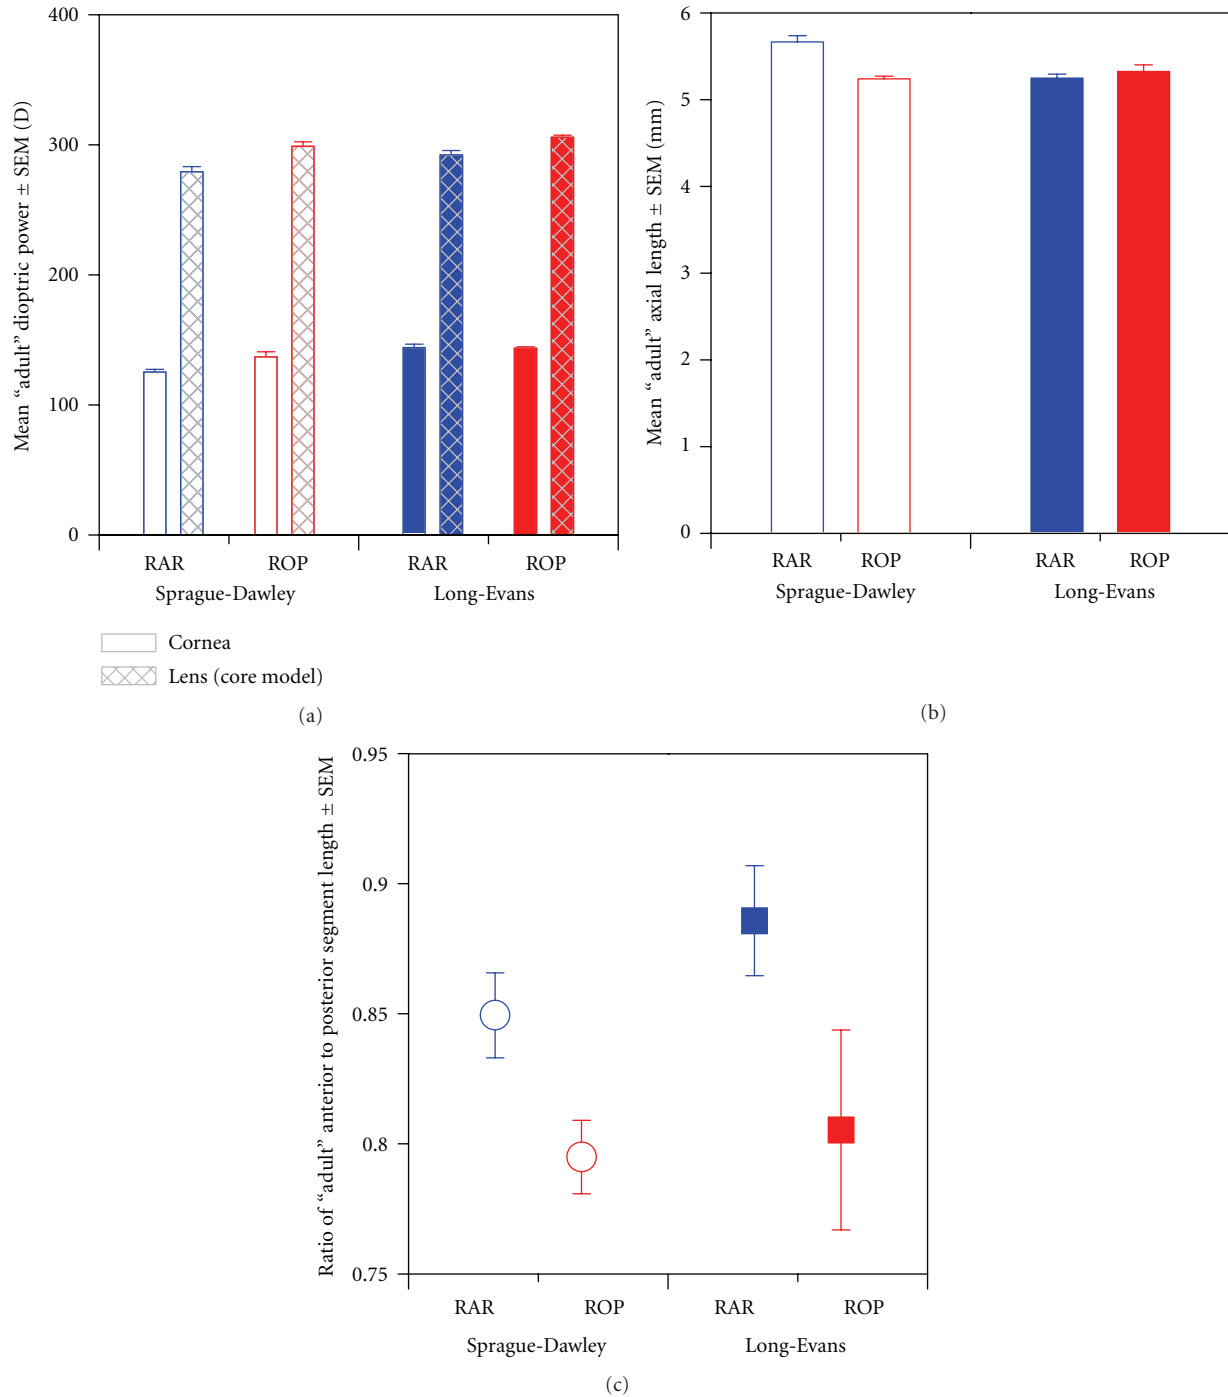 400
300
200
100
0
Mean “adult” dioptric power ± SEM (D)
RAR ROP RAR ROP
Sprague-Dawley Long-Evans
Cornea
Lens (core model)
(a)
6
5
4
3
2
1
0
Mean “adult” axial length ± SEM (mm)
RAR ROP RAR ROP
Sprague-Dawley Long-Evans
(b)
0.95
0.9
0.85
0.8
0.75
Ratio of “adult” anterior to posterior segment length ± SEM
RAR ROP RAR ROP
Sprague-Dawley Long-Evans
(c)